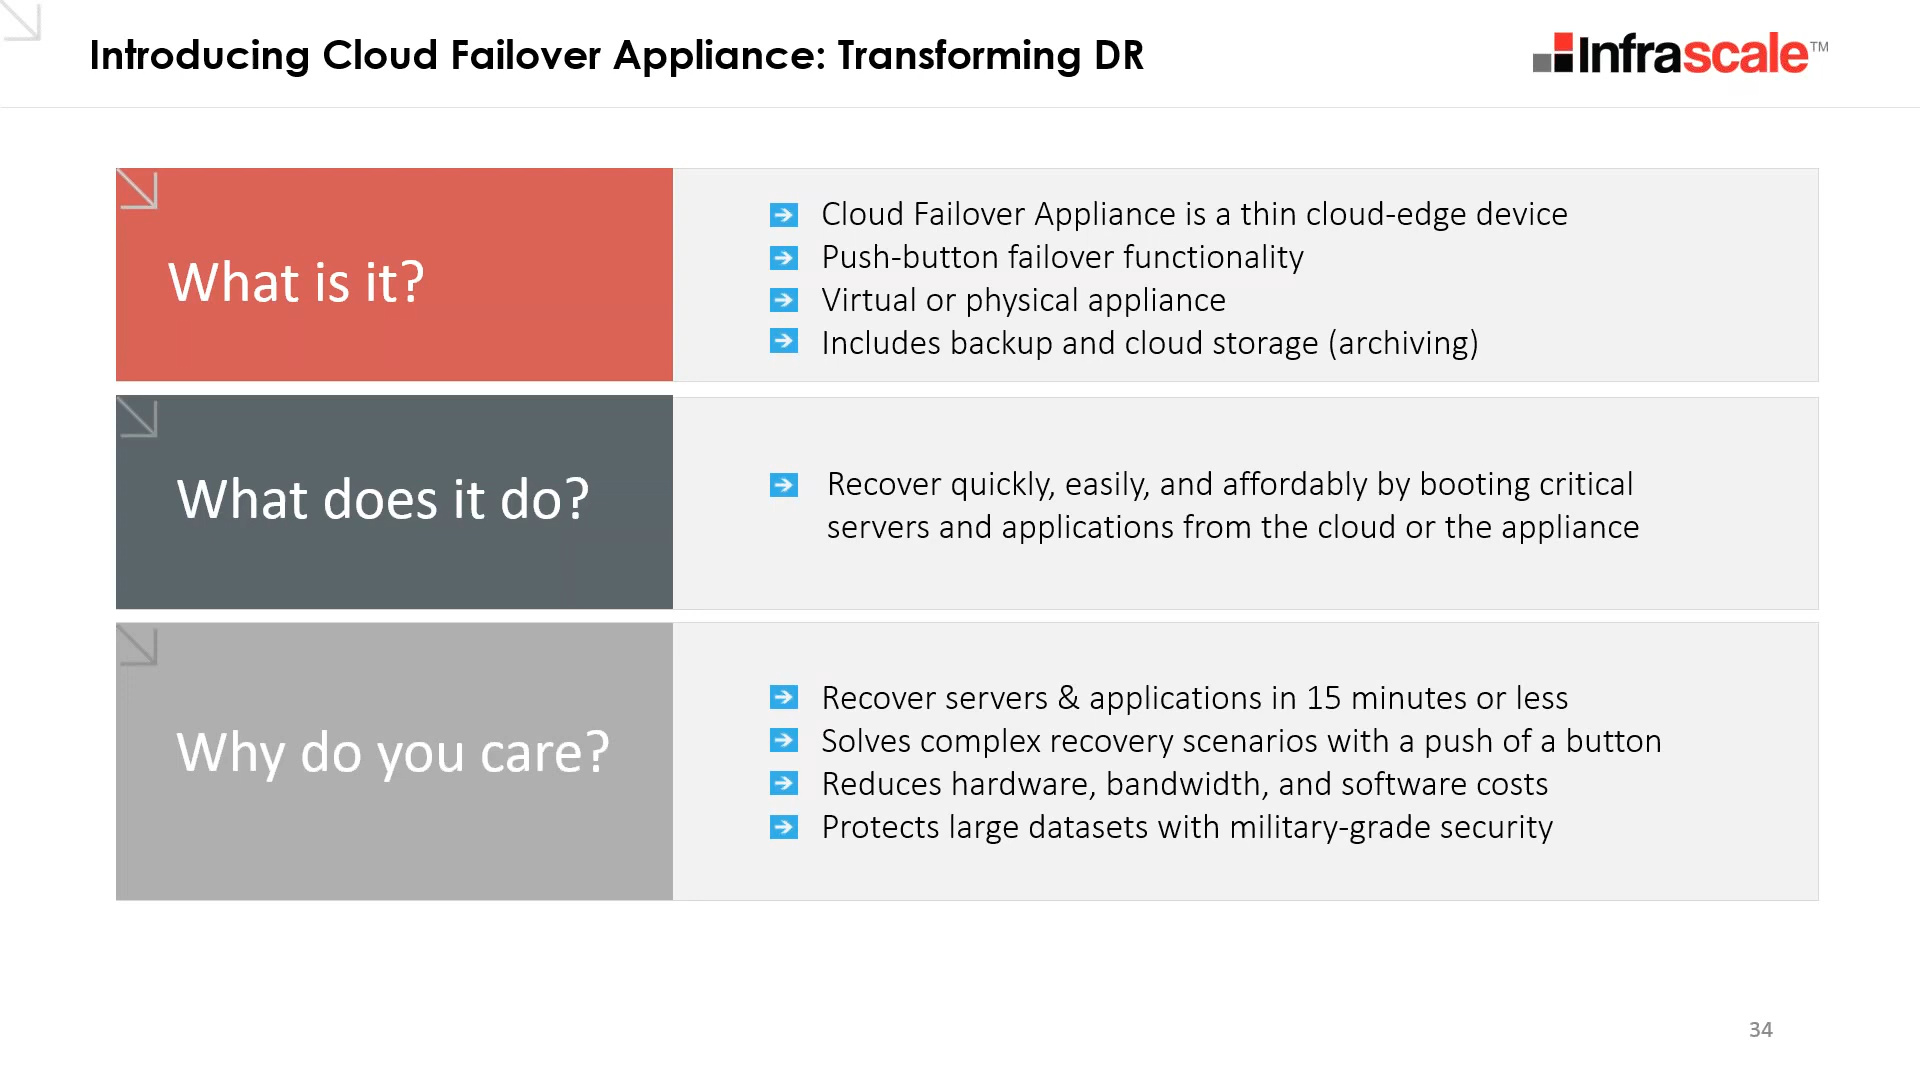 Introducing Cloud Failover Appliance: Transforming DR
Infrascale™
What is it?
Cloud Failover Appliance is a thin cloud-edge device
Push-button failover functionality
Virtual or physical appliance
Includes backup and cloud storage (archiving)
What does it do?
Recover quickly, easily, and affordably by booting critical
servers and applications from the cloud or the appliance
Why do you care?
Recover servers & applications in 15 minutes or less
Solves complex recovery scenarios with a push of a button
Reduces hardware, bandwidth, and software costs
Protects large datasets with military-grade security
34